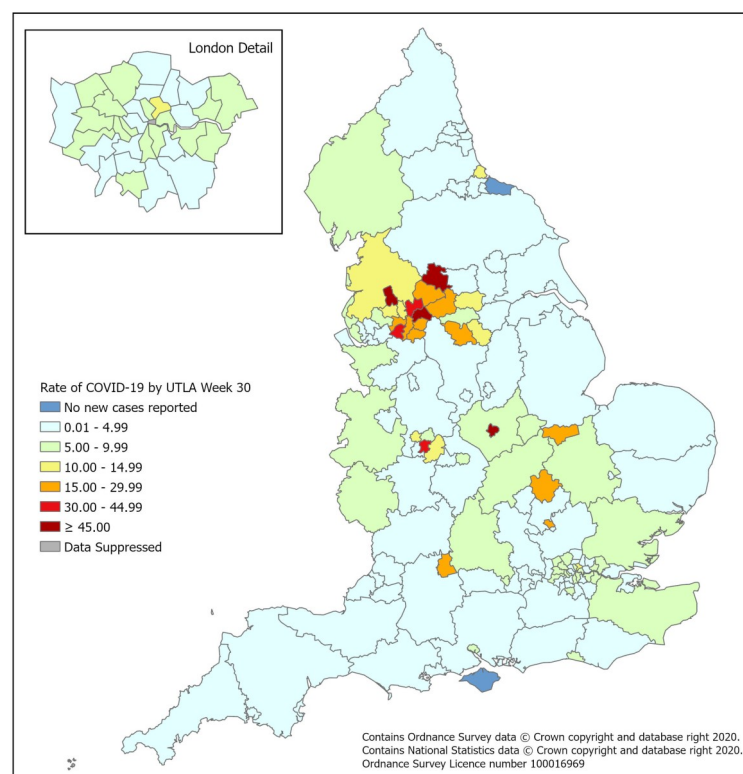 London Detail
Rate of COVID-19 by UTLA Week 30
No new cases reported
0.01 - 4.99
5.00 - 9.99
10.00 - 14.99
15.00 - 29.99
30.00 - 44.99
≥ 45.00
Data Suppressed
Contains Ordnance Survey data © Crown copyright and database right 2020.
Contains National Statistics data © Crown copyright and database right 2020.
Ordnance Survey Licence number 100016969